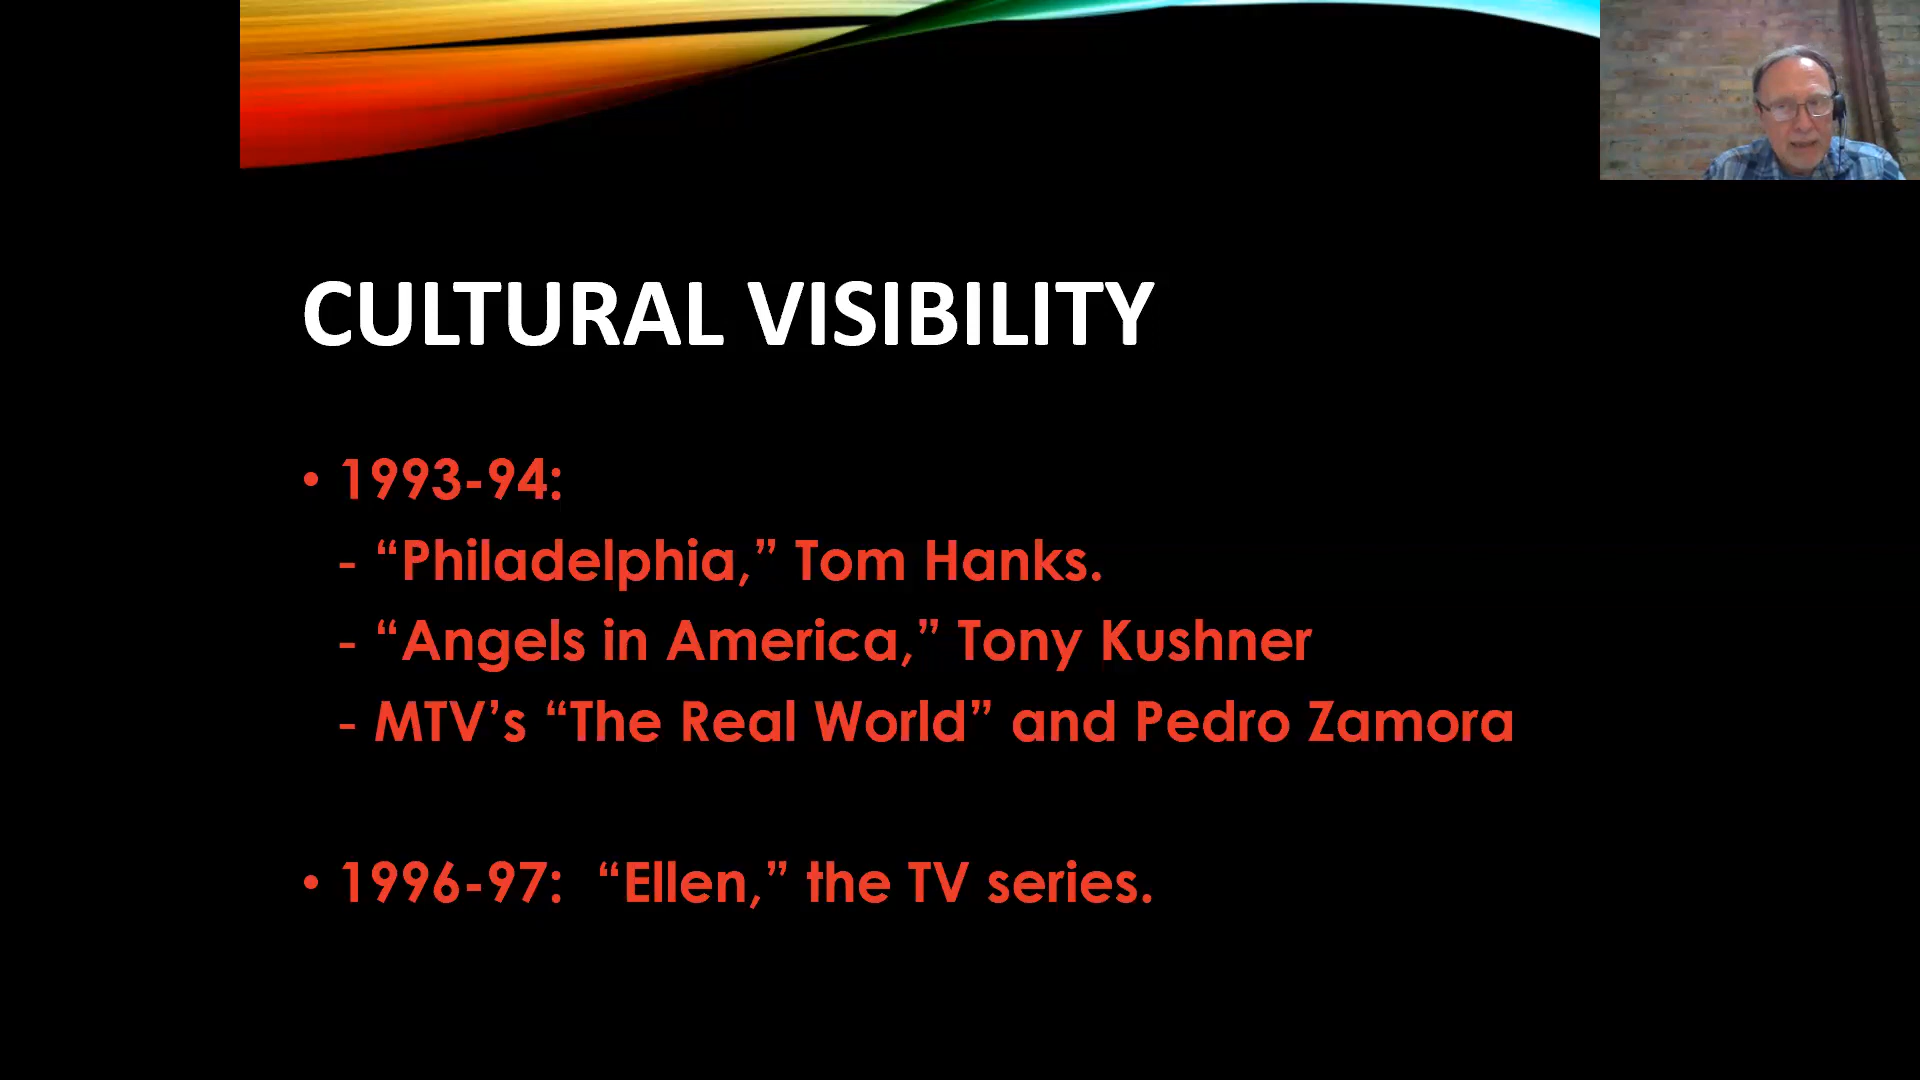 CULTURAL VISIBILITY
• 1993-94:
- “Philadelphia,” Tom Hanks.
- “Angels in America,” Tony Kushner
- MTV’s “The Real World” and Pedro Zamora
• 1996-97:  “Ellen,” the TV series.